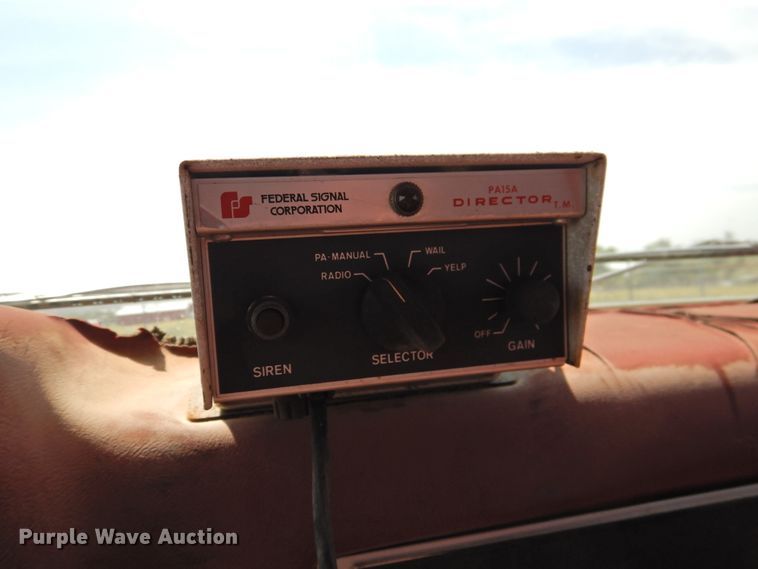 FEDERAL SIGNAL
CORPORATION
PA15A
DIRECTOR T.M.
PA-MANUAL
WAIL
RADIO
YELP
OFF
SIREN
SELECTOR
GAIN
Purple Wave Auction